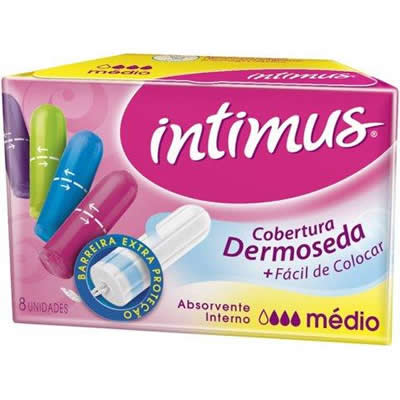 médio
intimus®
Cobertura
Dermoseda
+Fácil de Colocar
BARREIRA EXTRA PROTEÇÃO
8 UNIDADES
Absorvente
Interno
médio